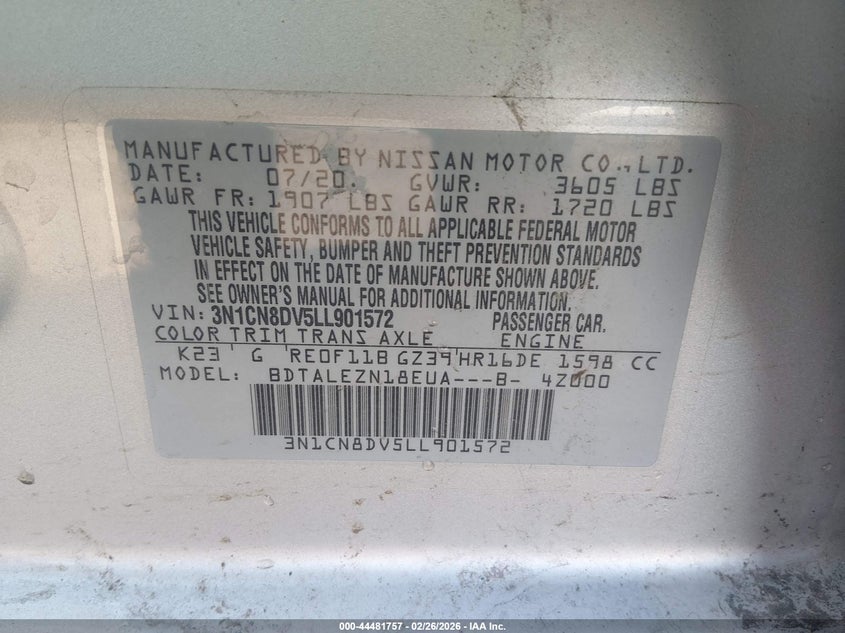 MANUFACTURED BY NISSAN MOTOR CO., LTD.
DATE: 07/20. GVWR: 3605 LBS
GAWR FR: 1907 LBS GAWR RR: 1720 LBS
THIS VEHICLE CONFORMS TO ALL APPLICABLE FEDERAL MOTOR
VEHICLE SAFETY, BUMPER AND THEFT PREVENTION STANDARDS
IN EFFECT ON THE DATE OF MANUFACTURE SHOWN ABOVE.
SEE OWNER'S MANUAL FOR ADDITIONAL INFORMATION.
VIN: 3N1CN8DV5LL901572 PASSENGER CAR.
COLOR TRIM TRANS AXLE ENGINE
K23 ' G 'RE0F11B GZ39'HR16DE 1598 CC
MODEL: BDTALEZN18EUA---B- 4Z000
3N1CN8DV5LL901572
000-44481757 - 02/26/2026 - IAA Inc.